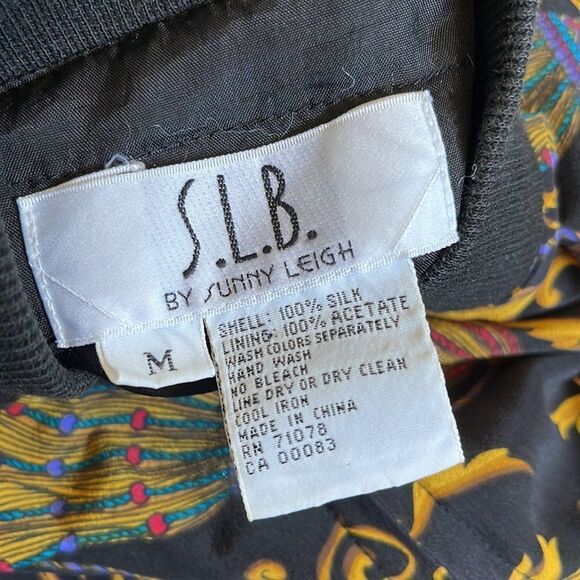 S.L.B.
BY SUNNY LEIGH
M
SHELL: 100% SILK
LINING: 100% ACETATE
WASH COLORS SEPARATELY
HAND WASH
NO BLEACH
LINE DRY OR DRY CLEAN
COOL IRON
MADE IN CHINA
RN 71078
CA 00083